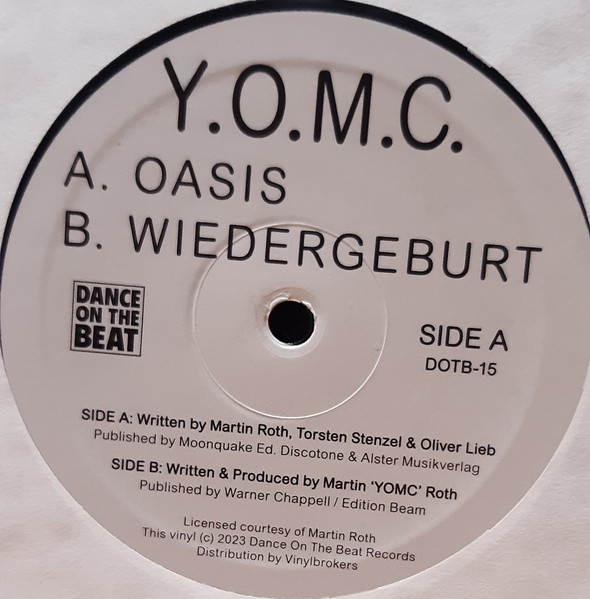 Y.O.M.C.
A. OASIS
B. WIEDERGEBURT
DANCE
ON THE
BEAT
SIDE A
DOTB-15
SIDE A: Written by Martin Roth, Torsten Stenzel & Oliver Lieb
Published by Moonquake Ed. Discotone & Alster Musikverlag
SIDE B: Written & Produced by Martin ‘YOMC’ Roth
Published by Warner Chappell / Edition Beam
Licensed courtesy of Martin Roth
This vinyl (c) 2023 Dance On The Beat Records
Distribution by Vinylbrokers